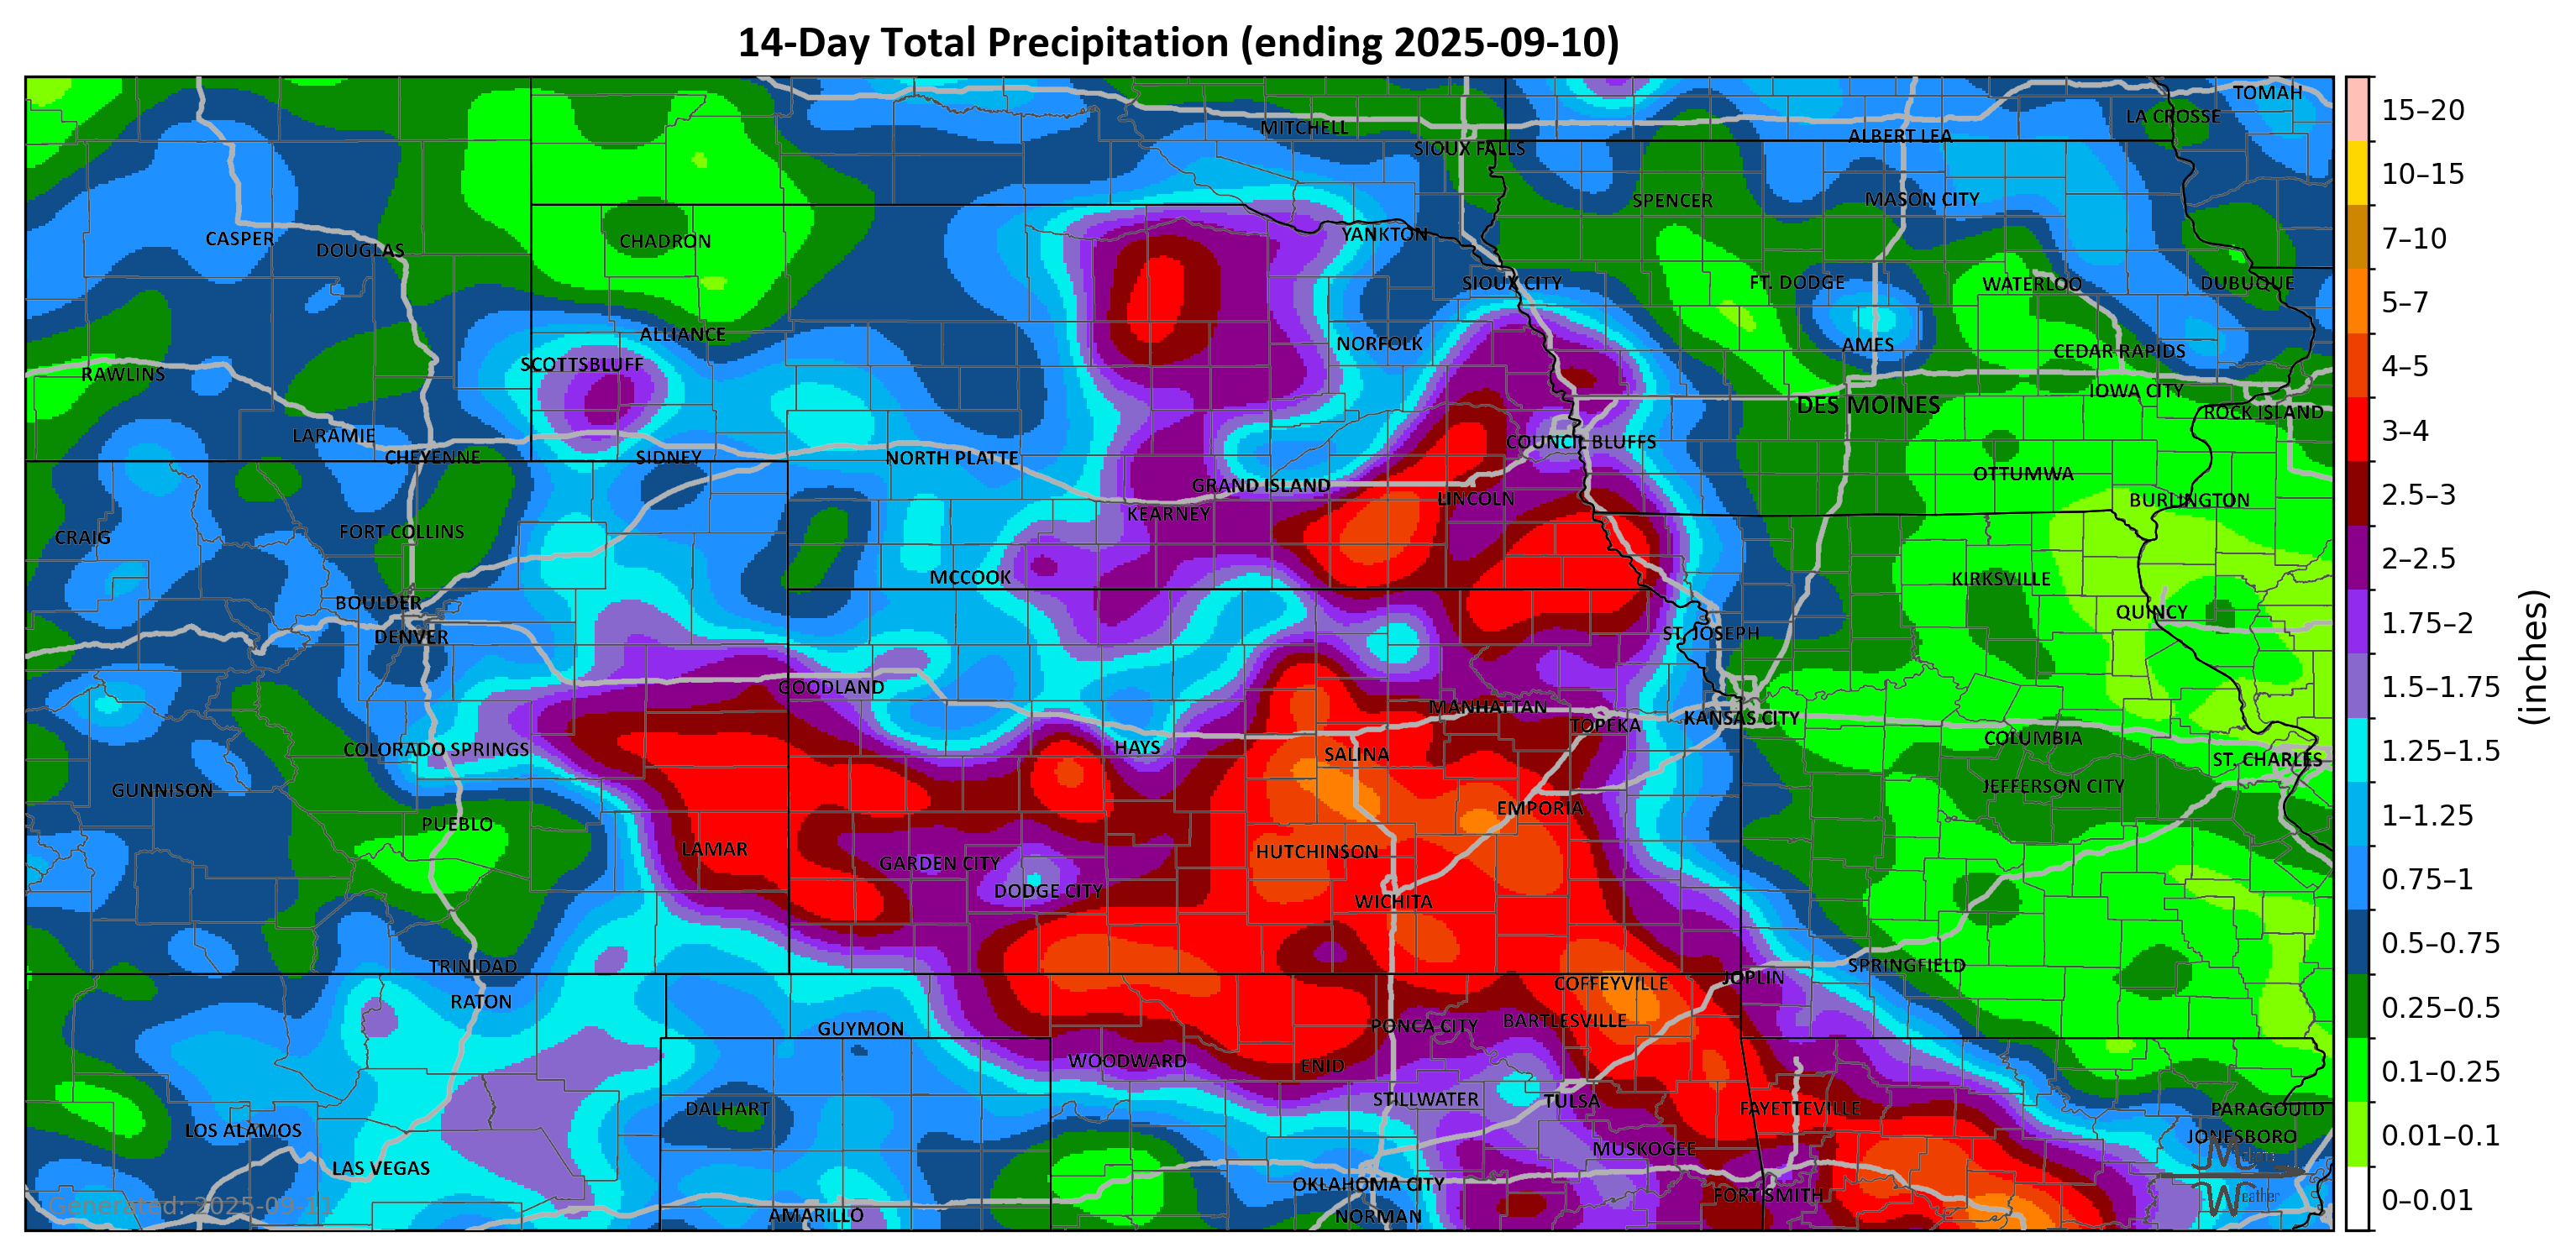 14-Day Total Precipitation (ending 2025-09-10)
TOMAH
LA CROSSE
MITCHELL
ALBERT LEA
SIOUX FALLS
SPENCER
MASON CITY
CASPER
DOUGLAS
CHADRON
YANKTON
SIOUX CITY
FT. DODGE
WATERLOO
DUBUQUE
ALLIANCE
NORFOLK
AMES
CEDAR RAPIDS
SCOTTSBLUFF
RAWLINS
IOWA CITY
DES MOINES
ROCK ISLAND
LARAMIE
COUNCIL BLUFFS
CHEYENNE
SIDNEY
NORTH PLATTE
OTTUMWA
GRAND ISLAND
LINCOLN
BURLINGTON
KEARNEY
CRAIG
FORT COLLINS
MCCOOK
KIRKSVILLE
BOULDER
QUINCY
DENVER
ST. JOSEPH
GOODLAND
MANHATTAN
TOPEKA
KANSAS CITY
COLORADO SPRINGS
HAYS
SALINA
COLUMBIA
ST. CHARLES
GUNNISON
JEFFERSON CITY
EMPORIA
PUEBLO
LAMAR
GARDEN CITY
HUTCHINSON
DODGE CITY
WICHITA
TRINIDAD
SPRINGFIELD
JOPLIN
COFFEYVILLE
RATON
GUYMON
PONCA CITY
BARTLESVILLE
WOODWARD
ENID
STILLWATER
TULSA
DALHART
FAYETTEVILLE
PARAGOULD
LOS ALAMOS
JONESBORO
MUSKOGEE
LAS VEGAS
OKLAHOMA CITY
FORT SMITH
AMARILLO
NORMAN
Generated: 2025-09-11
Weather
15–20
10–15
7–10
5–7
4–5
3–4
2.5–3
2–2.5
1.75–2
1.5–1.75
1.25–1.5
1–1.25
0.75–1
0.5–0.75
0.25–0.5
0.1–0.25
0.01–0.1
0–0.01
(inches)